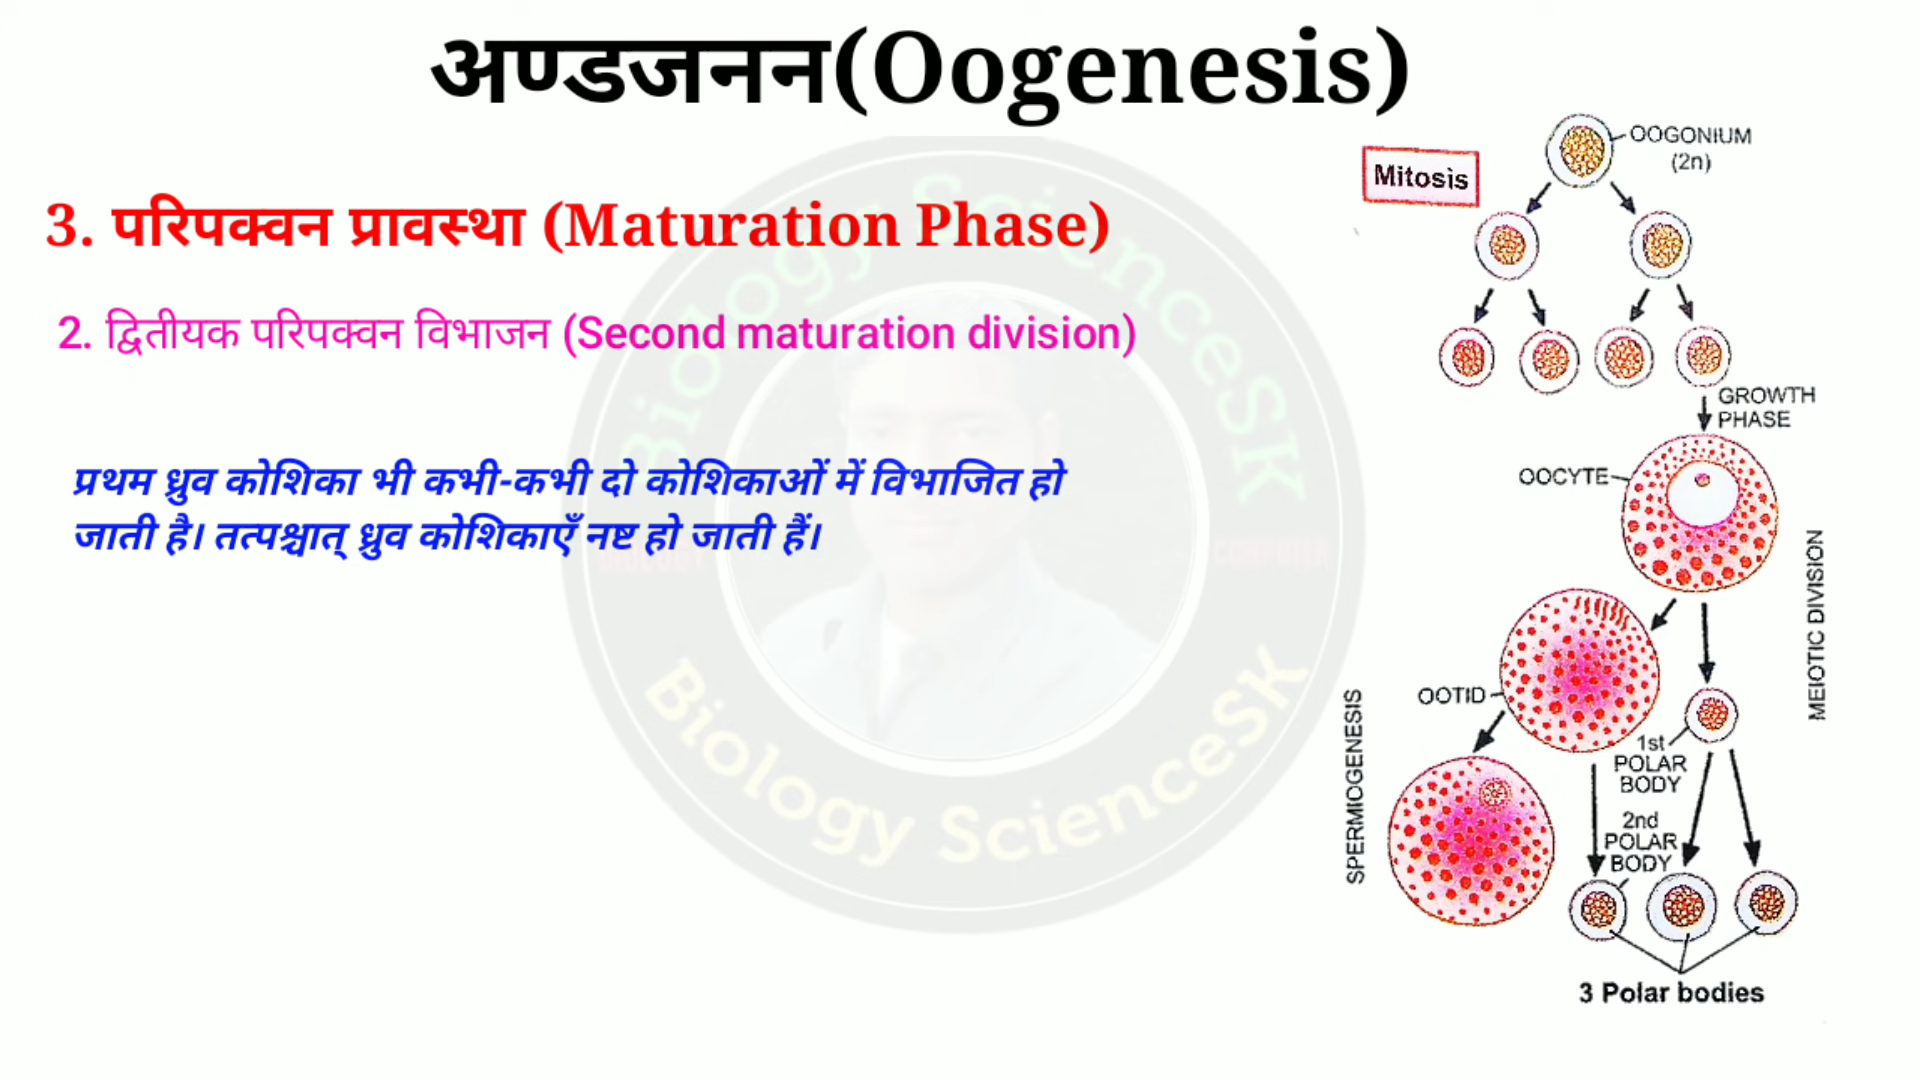 अण्डजनन(Oogenesis)
3. परिपक्वन प्रावस्था (Maturation Phase)
2. द्वितीयक परिपक्वन विभाजन (Second maturation division)
प्रथम ध्रुव कोशिका भी कभी-कभी दो कोशिकाओं में विभाजित हो
जाती है। तत्पश्चात् ध्रुव कोशिकाएँ नष्ट हो जाती हैं।
Mitosis
OOGONIUM
(2n)
GROWTH
PHASE
OOCYTE
MEIOTIC DIVISION
OOTID
1st
POLAR
BODY
2nd
POLAR
BODY
SPERMIOGENESIS
3 Polar bodies
Biology ScienceSK
Biology ScienceSK